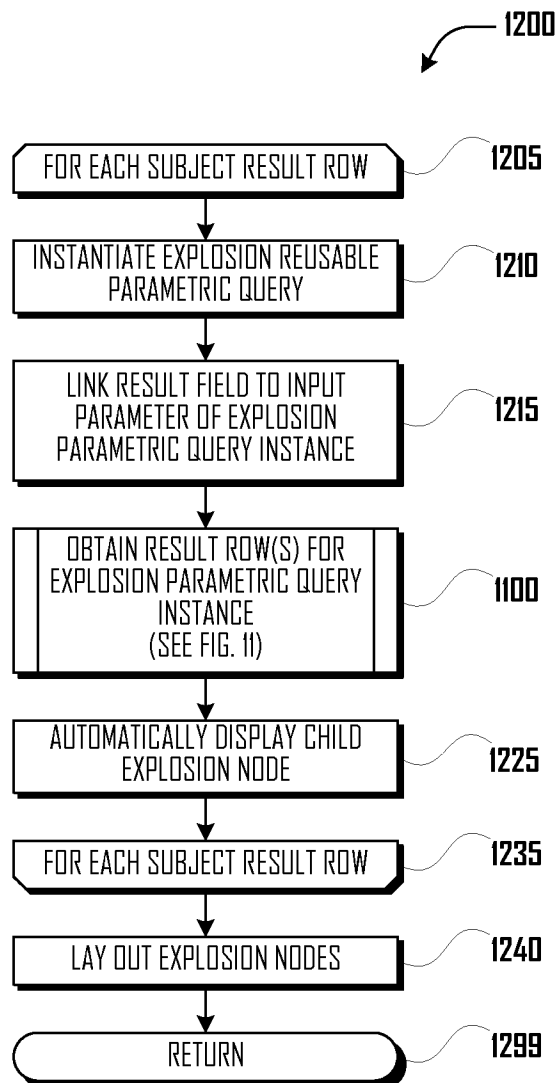 1200
FOR EACH SUBJECT RESULT ROW
1205
INSTANTIATE EXPLOSION REUSABLE
PARAMETRIC QUERY
1210
LINK RESULT FIELD TO INPUT
PARAMETER OF EXPLOSION
PARAMETRIC QUERY INSTANCE
1215
OBTAIN RESULT ROW(S) FOR
EXPLOSION PARAMETRIC QUERY
INSTANCE
(SEE FIG. 11)
1100
AUTOMATICALLY DISPLAY CHILD
EXPLOSION NODE
1225
FOR EACH SUBJECT RESULT ROW
1235
LAY OUT EXPLOSION NODES
1240
RETURN
1299